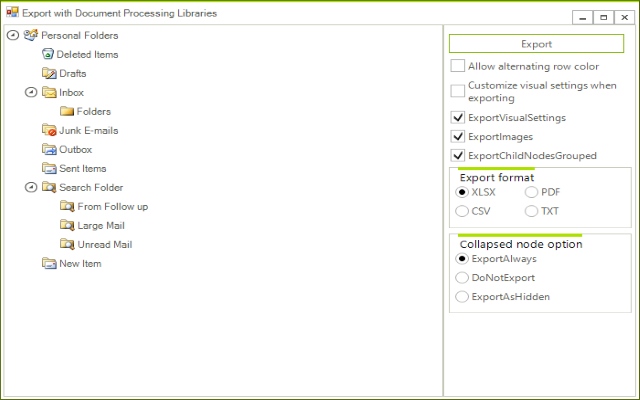 Export with Document Processing Libraries
Personal Folders
Deleted Items
Drafts
Inbox
Folders
Junk E-mails
Outbox
Sent Items
Search Folder
From Follow up
Large Mail
Unread Mail
New Item
Export
Allow alternating row color
Customize visual settings when
exporting
ExportVisualSettings
ExportImages
ExportChildNodesGrouped
Export format
XLSX PDF
CSV TXT
Collapsed node option
ExportAlways
DoNotExport
ExportAsHidden